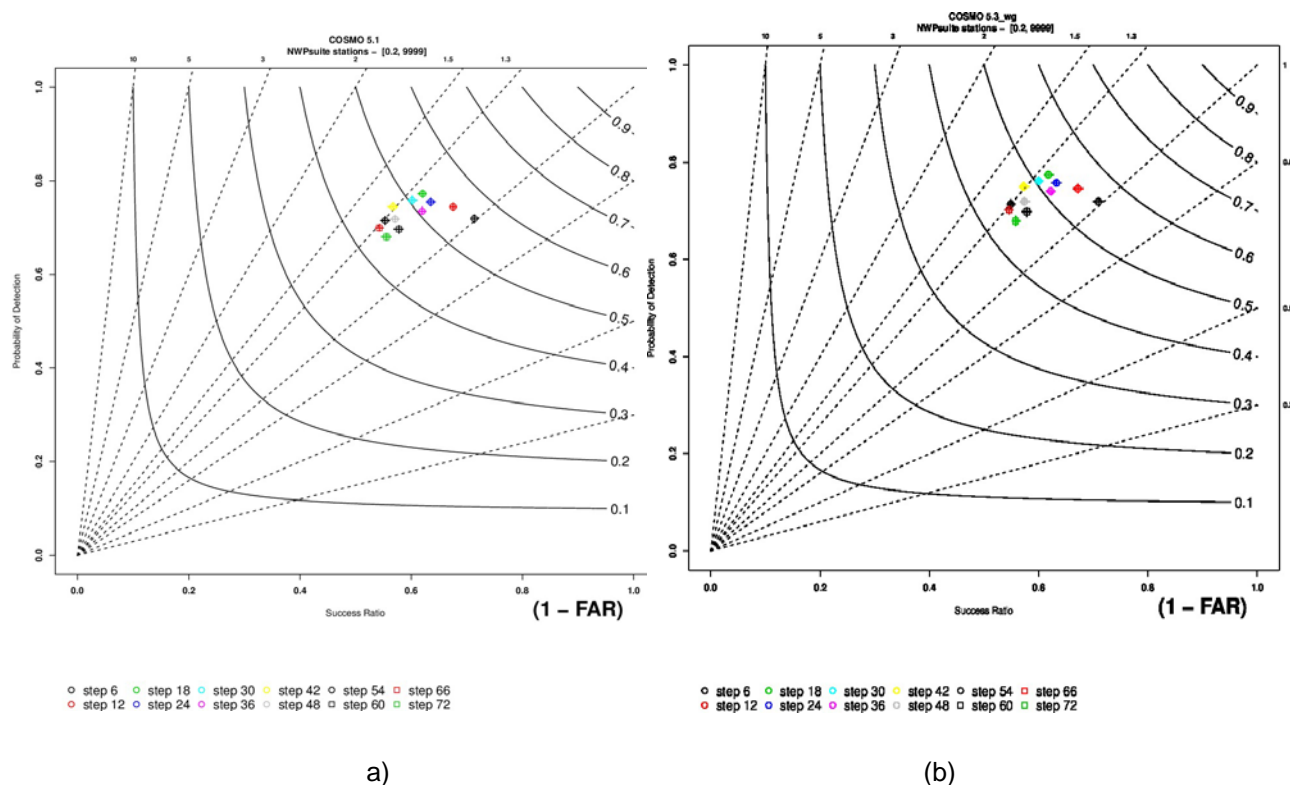 COSMO 5.1
NWPsuite stations – [0.2, 9999]
10 5 3 2 1.5 1.3
Probability of Detection
1.0
0.8
0.6
0.4
0.2
0.0
0.9
0.8
0.7
0.6
0.5
0.4
0.3
0.2
0.1
0.0 0.2 0.4 0.6 0.8 1.0
Success Ratio
(1 – FAR)
step 6 step 18 step 30 step 42 step 54 step 66
step 12 step 24 step 36 step 48 step 60 step 72
a)
COSMO 5.3_wg
NWPsuite stations – [0.2, 9999]
10 5 3 2 1.5 1.3
1
Probability of Detection
1.0
0.8
0.6
0.4
0.2
0.0
0.9
0.8
0.7
0.6
0.5
0.4
0.3
0.2
0.1
0.0 0.2 0.4 0.6 0.8 1.0
Success Ratio
(1 – FAR)
step 6 step 18 step 30 step 42 step 54 step 66
step 12 step 24 step 36 step 48 step 60 step 72
(b)